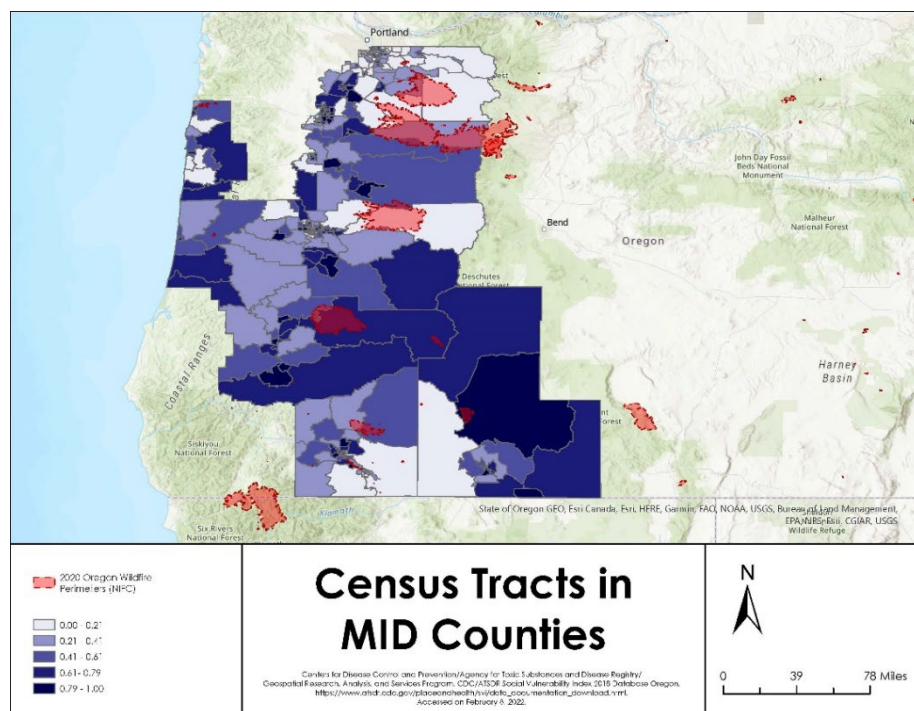 Portland
Columbia
John Day Fossil
Beds National
Monument
Malheur
National Forest
Bend
Oregon
Deschutes
National Forest
Harney
Basin
Coastal Ranges
Siskiyou
National Forest
Six Rivers
National Forest
Klamath
State of Oregon GEO, Esri Canada, Esri, HERE, Garmin, FAO, NOAA, USGS, Bureau of Land Management,
EPA, NPS, Esri, CGIAR, USGS
Wildlife Refuge
2020 Oregon Wildfire
Perimeters (NIFC)
0.00 - 0.21
0.21 - 0.41
0.41 - 0.61
0.61- 0.79
0.79 - 1.00
Census Tracts in
MID Counties
Centers for Disease Control and Prevention/Agency for Toxic Substances and Disease Registry/
Geospatial Research, Analysis, and Services Program. CDC/ATSDR Social Vulnerability Index 2018 Database Oregon.
https://www.atsdr.cdc.gov/placeandhealth/svi/data_documentation_download.html.
Accessed on February 8, 2022.
N
0 39 78 Miles